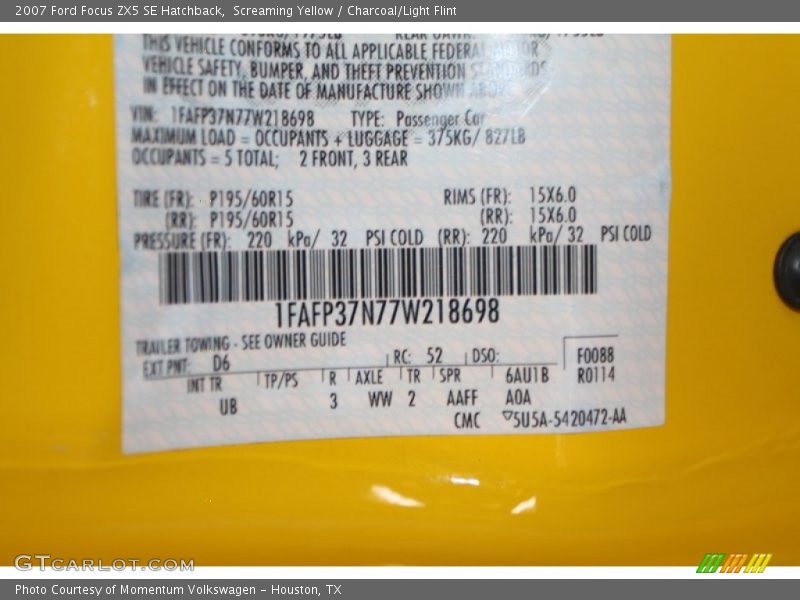 2007 Ford Focus ZX5 SE Hatchback, Screaming Yellow / Charcoal/Light Flint
THIS VEHICLE CONFORMS TO ALL APPLICABLE FEDERAL MOTOR
VEHICLE SAFETY, BUMPER, AND THEFT PREVENTION STANDARDS
IN EFFECT ON THE DATE OF MANUFACTURE SHOWN ABOVE
VIN: 1FAFP37N77W218698 TYPE: Passenger Car
MAXIMUM LOAD = OCCUPANTS + LUGGAGE = 375KG/ 827LB
OCCUPANTS = 5 TOTAL; 2 FRONT, 3 REAR
TIRE (FR): P195/60R15 RIMS (FR): 15X6.0
(RR): P195/60R15 (RR): 15X6.0
PRESSURE (FR): 220 kPa/ 32 PSI COLD (RR): 220 kPa/ 32 PSI COLD
1FAFP37N77W218698
TRAILER TOWING - SEE OWNER GUIDE
EXT PNT: D6 RC: 52 DSO: F0088
INT TR TP/PS R AXLE TR SPR 6AU1B R0114
UB 3 WW 2 AAFF AOA
CMC 5U5A-5420472-AA
GTCARLOT.COM
Photo Courtesy of Momentum Volkswagen - Houston, TX